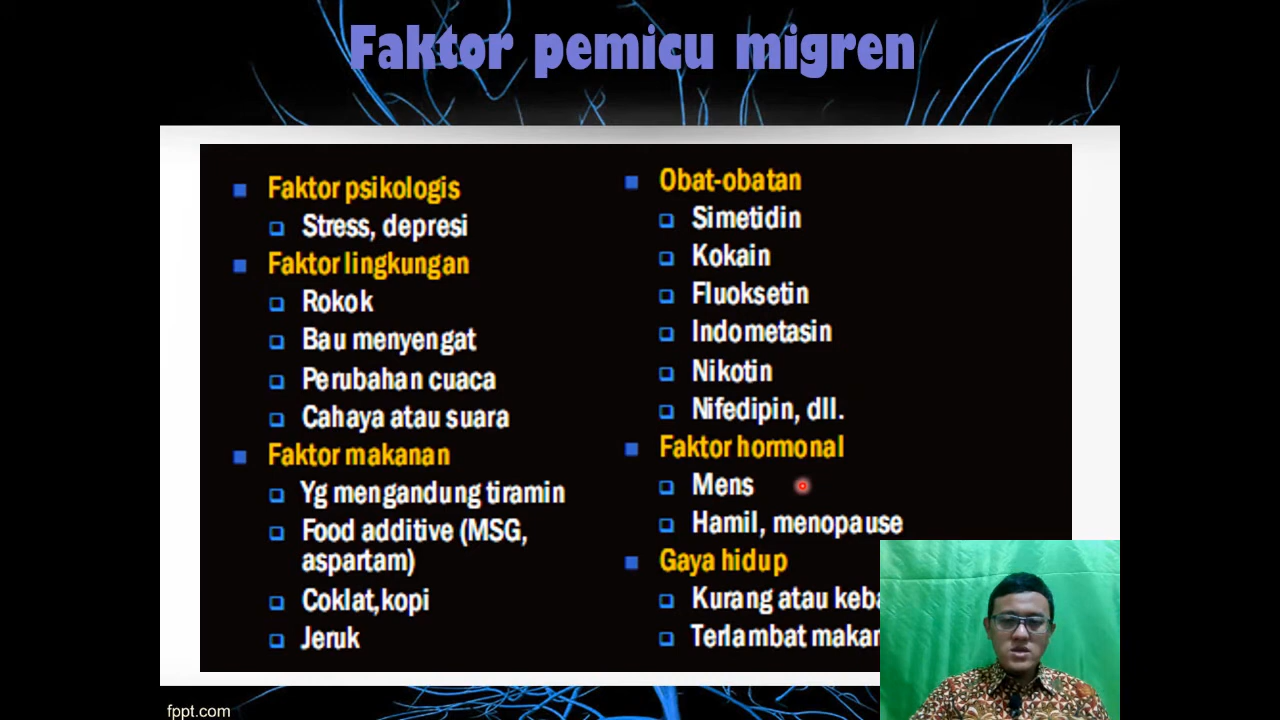 Faktor pemicu migren
Faktor psikologis
Stress, depresi
Faktor lingkungan
Rokok
Bau menyengat
Perubahan cuaca
Cahaya atau suara
Faktor makanan
Yg mengandung tiramin
Food additive (MSG,
aspartam)
Coklat,kopi
Jeruk
Obat-obatan
Simetidin
Kokain
Fluoksetin
Indometasin
Nikotin
Nifedipin, dll.
Faktor hormonal
Mens
Hamil, menopause
Gaya hidup
Kurang atau
Terlambat
fppt.com